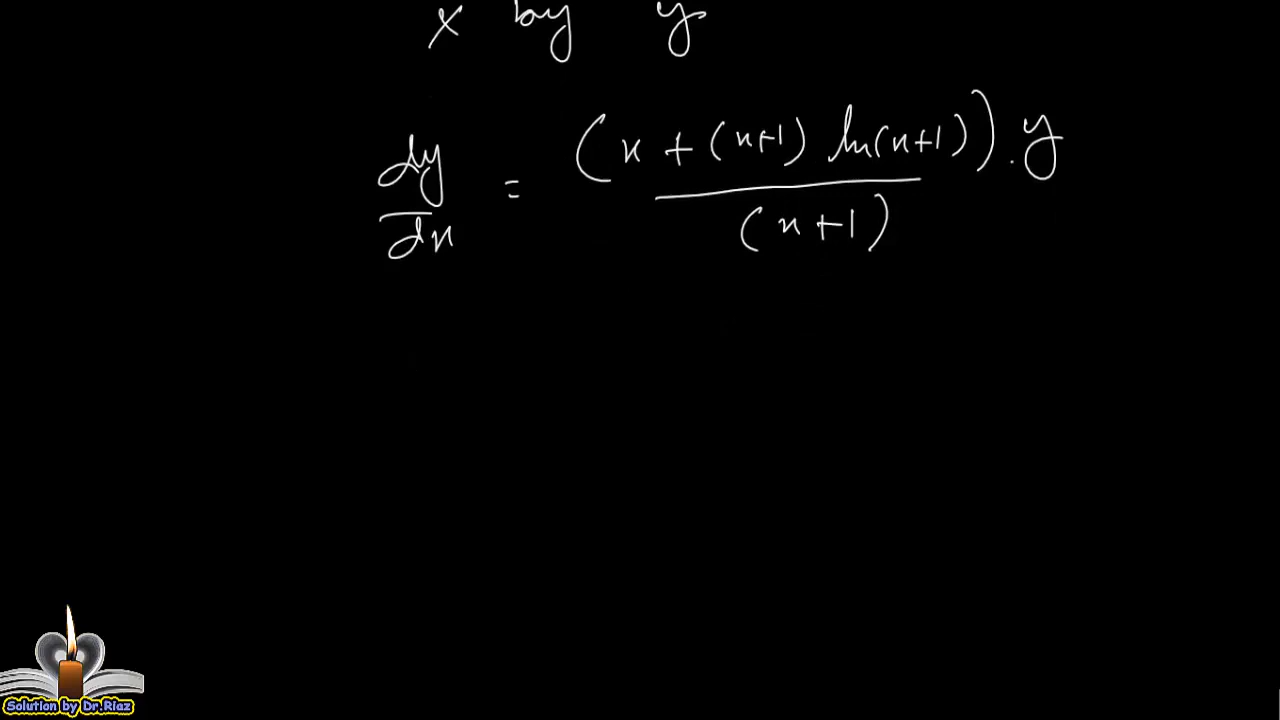 x by y
dy/dx = (x + (x+1) ln(x+1)) . y / (x+1)
Solution by Dr.Riaz